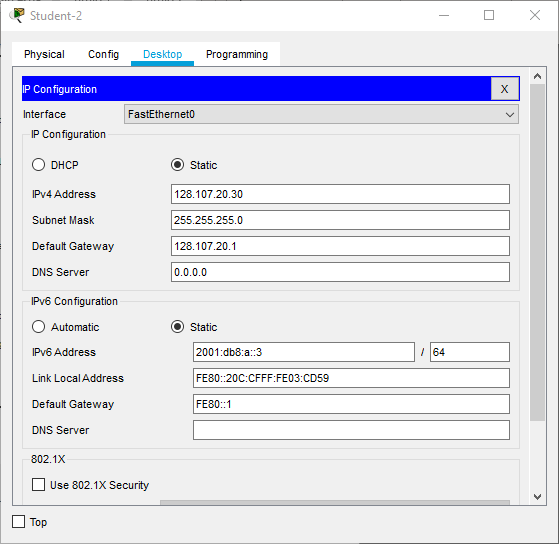 Student-2
Physical Config Desktop Programming
IP Configuration X
Interface FastEthernet0
IP Configuration
DHCP Static
IPv4 Address 128.107.20.30
Subnet Mask 255.255.255.0
Default Gateway 128.107.20.1
DNS Server 0.0.0.0
IPv6 Configuration
Automatic Static
IPv6 Address 2001:db8:a::3 / 64
Link Local Address FE80::20C:CFFF:FE03:CD59
Default Gateway FE80::1
DNS Server
802.1X
Use 802.1X Security
Top